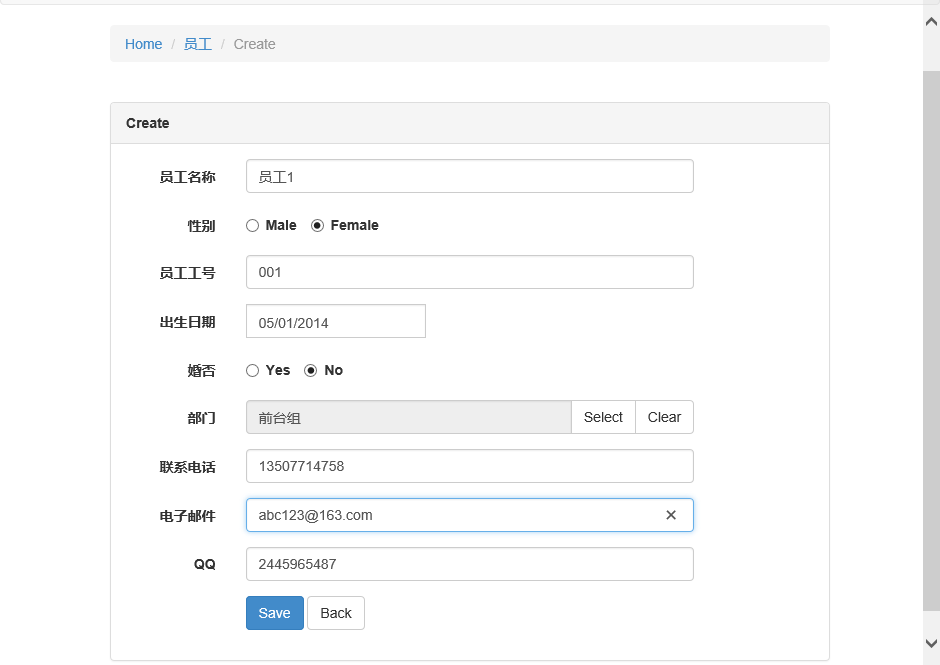 Home / 员工 / Create
Create
员工名称 员工1
性别 Male Female
员工工号 001
出生日期 05/01/2014
婚否 Yes No
部门 前台组 Select Clear
联系电话 13507714758
电子邮件 abc123@163.com ×
QQ 2445965487
Save Back